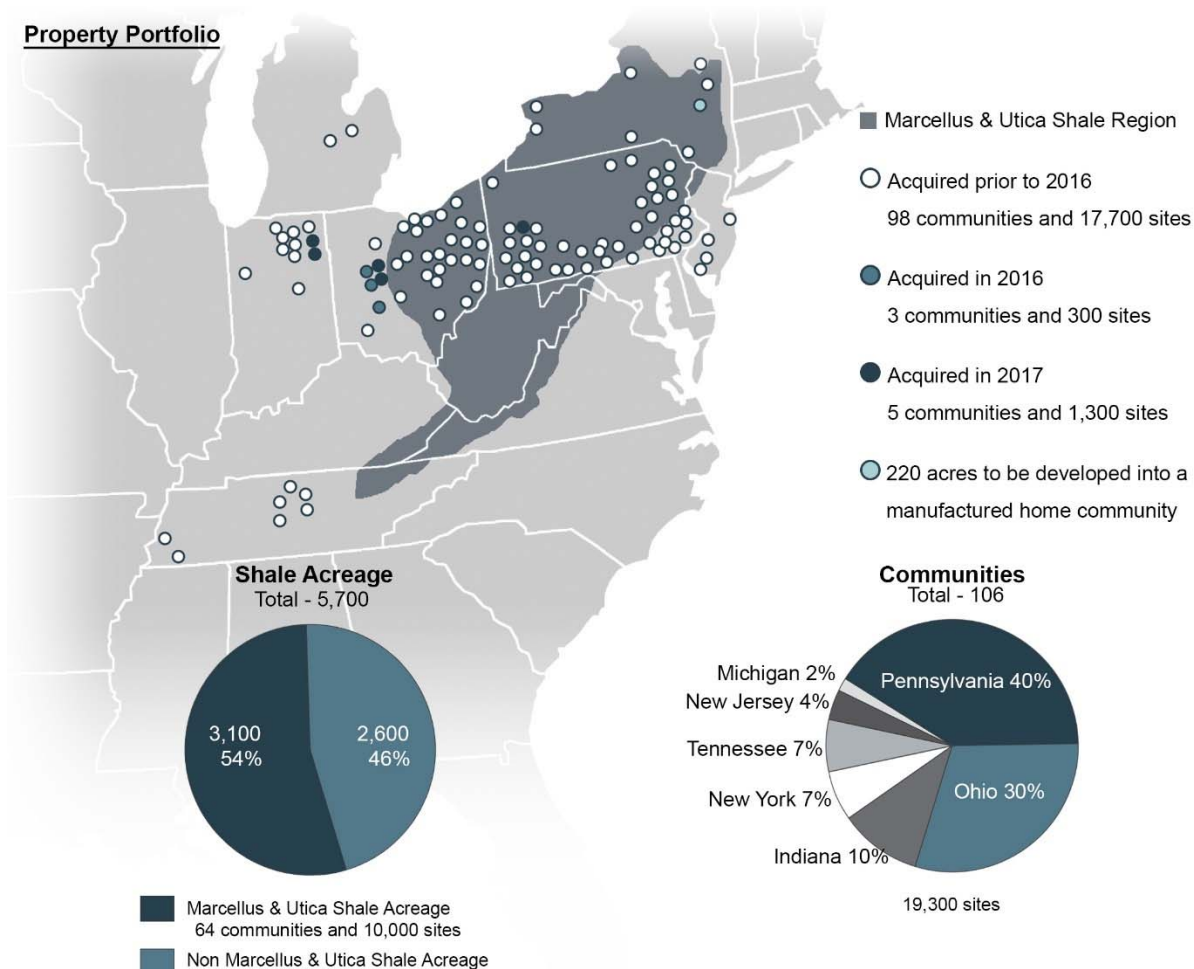 Property Portfolio
Marcellus & Utica Shale Region
Acquired prior to 2016
98 communities and 17,700 sites
Acquired in 2016
3 communities and 300 sites
Acquired in 2017
5 communities and 1,300 sites
220 acres to be developed into a
manufactured home community
Shale Acreage
Total - 5,700
3,100
54%
2,600
46%
Marcellus & Utica Shale Acreage
64 communities and 10,000 sites
Non Marcellus & Utica Shale Acreage
Communities
Total - 106
Michigan 2%
New Jersey 4%
Tennessee 7%
New York 7%
Indiana 10%
Pennsylvania 40%
Ohio 30%
19,300 sites